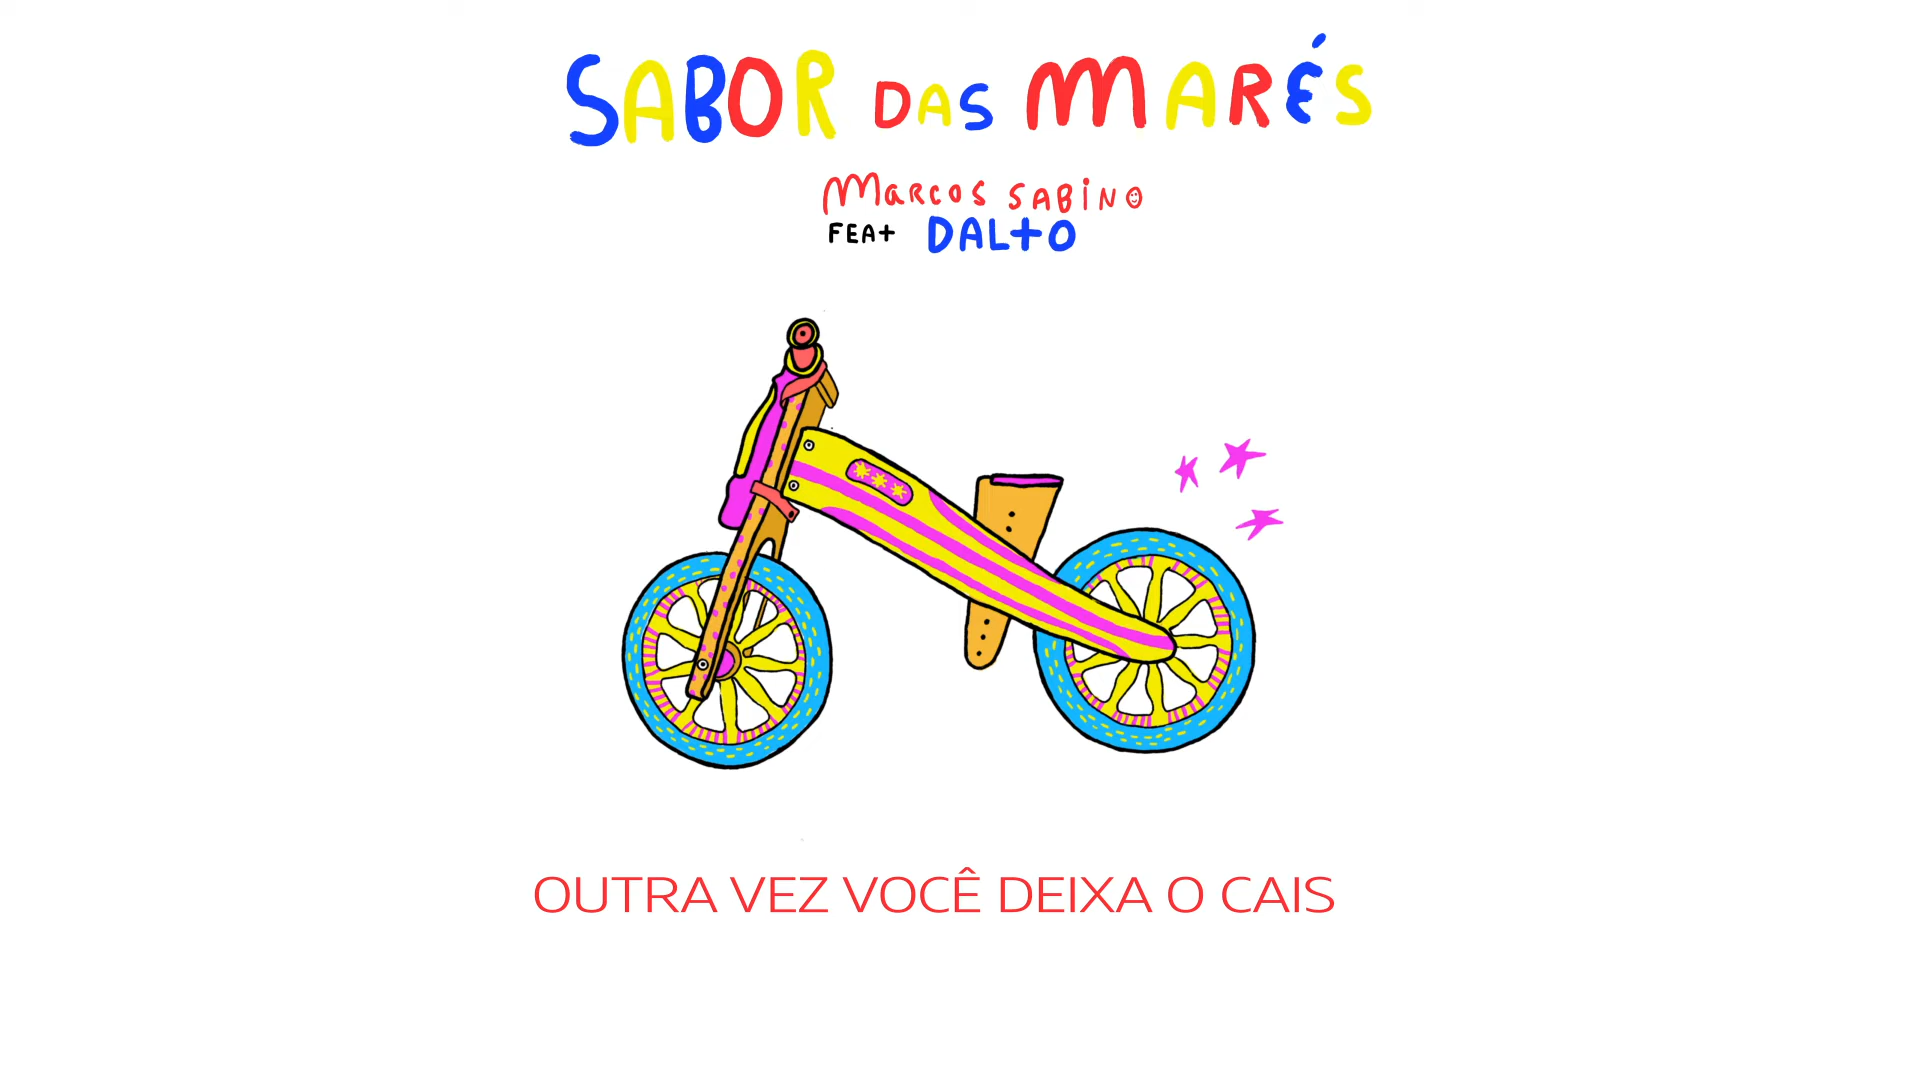 SABOR DAS MARÉS
MARCOS SABINO
FEAT DALTO
OUTRA VEZ VOCÊ DEIXA O CAIS